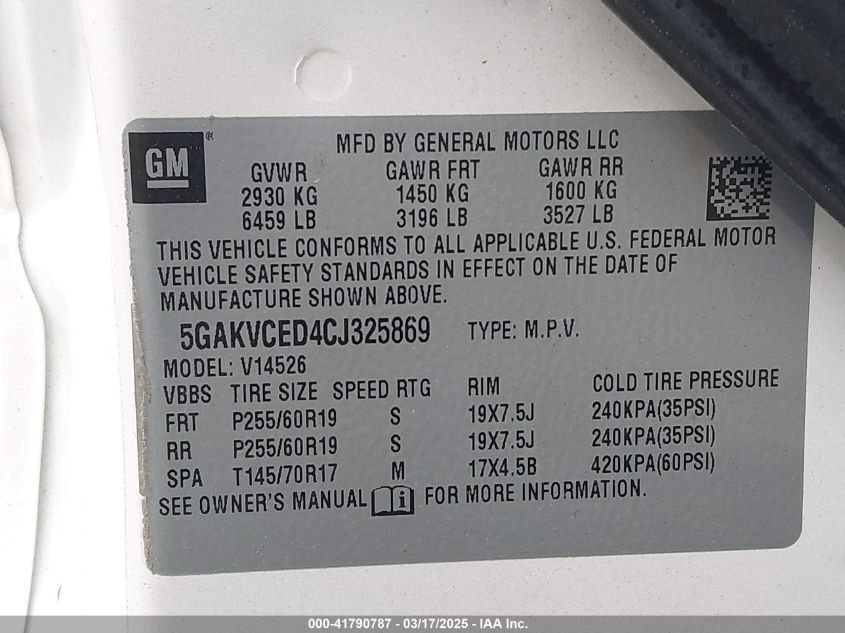 GM®
MFD BY GENERAL MOTORS LLC
GVWR GAWR FRT GAWR RR
2930 KG 1450 KG 1600 KG
6459 LB 3196 LB 3527 LB
THIS VEHICLE CONFORMS TO ALL APPLICABLE U.S. FEDERAL MOTOR
VEHICLE SAFETY STANDARDS IN EFFECT ON THE DATE OF
MANUFACTURE SHOWN ABOVE.
5GAKVCED4CJ325869 TYPE: M.P.V.
MODEL: V14526
VBBS TIRE SIZE SPEED RTG RIM COLD TIRE PRESSURE
FRT P255/60R19 S 19X7.5J 240KPA(35PSI)
RR P255/60R19 S 19X7.5J 240KPA(35PSI)
SPA T145/70R17 M 17X4.5B 420KPA(60PSI)
SEE OWNER'S MANUAL i FOR MORE INFORMATION.
000-41790787 - 03/17/2025 - IAA Inc.